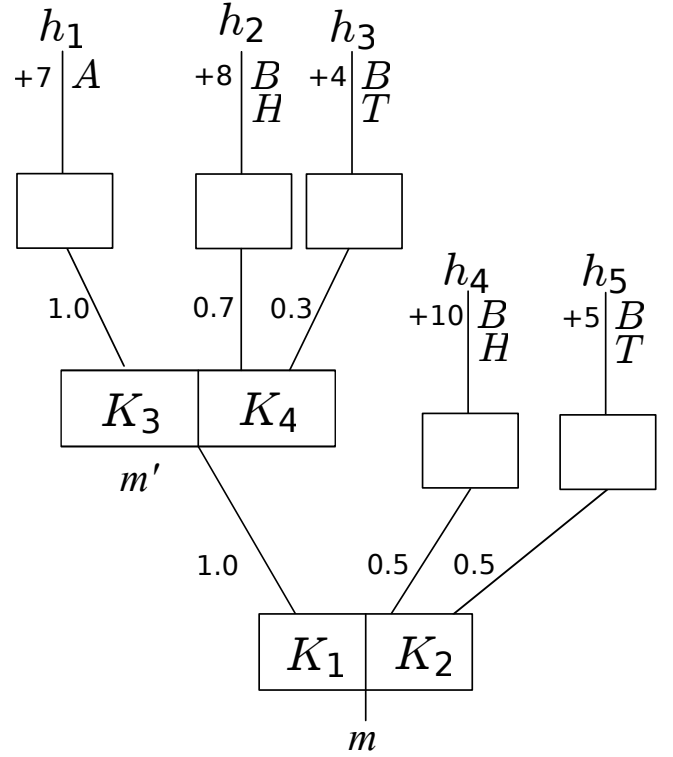 h₁ h₂ h₃
+7 A +8 B +4 B
H T
h₄ h₅
1.0 0.7 0.3
+10 B +5 B
H T
K₃ K₄
m′
1.0 0.5 0.5
K₁ K₂
m